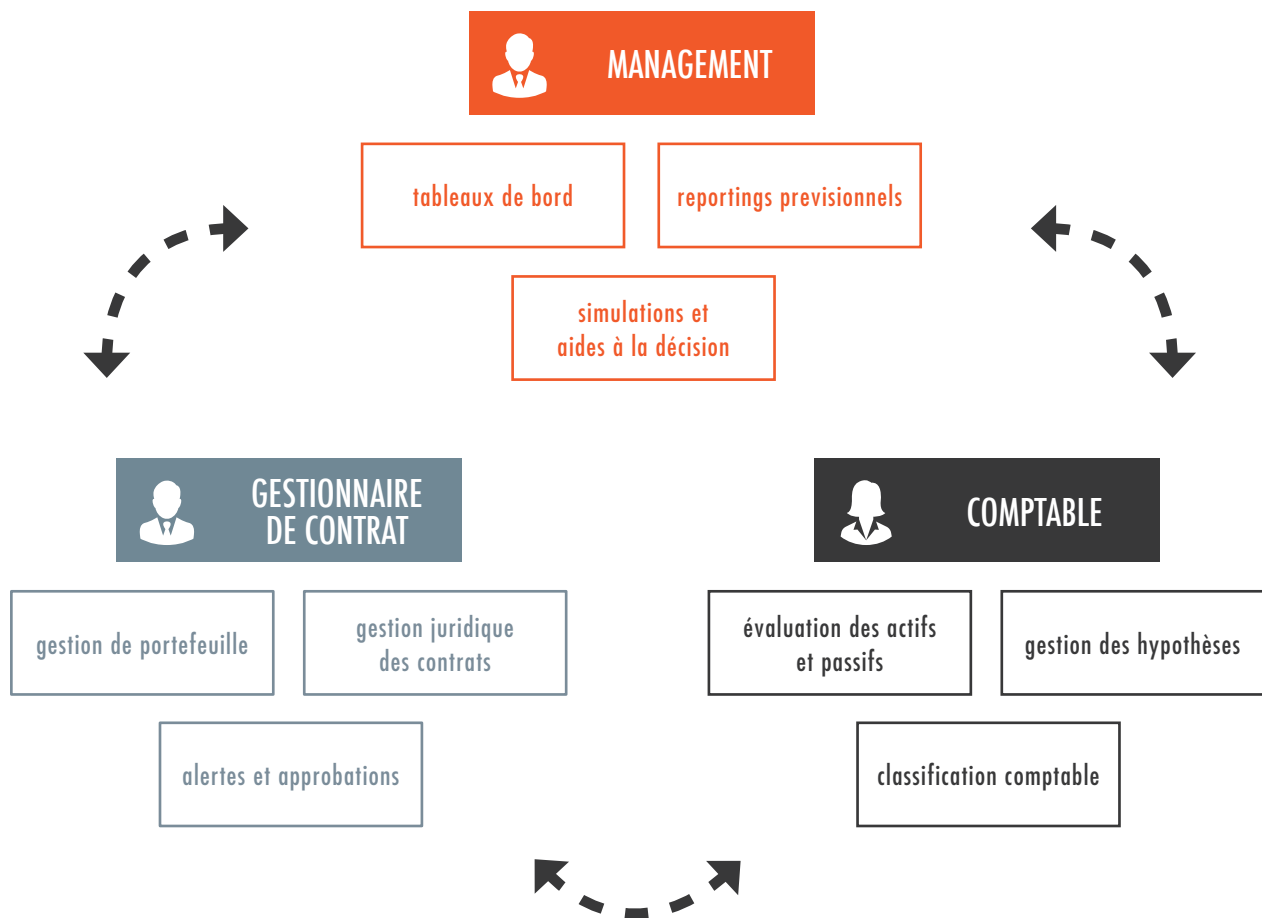 MANAGEMENT
tableaux de bord
reportings previsionnels
simulations et
aides à la décision
GESTIONNAIRE
DE CONTRAT
gestion de portefeuille
gestion juridique
des contrats
alertes et approbations
COMPTABLE
évaluation des actifs
et passifs
gestion des hypothèses
classification comptable